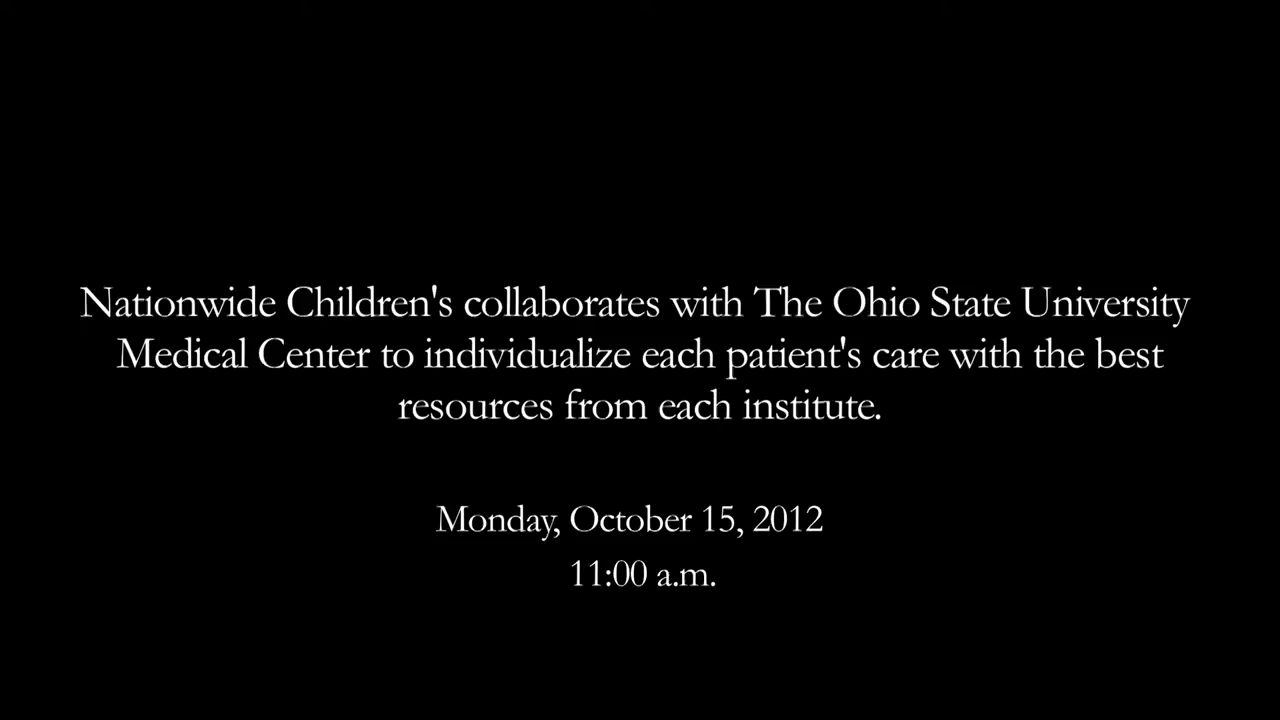 Nationwide Children's collaborates with The Ohio State University
Medical Center to individualize each patient's care with the best
resources from each institute.
Monday, October 15, 2012
11:00 a.m.